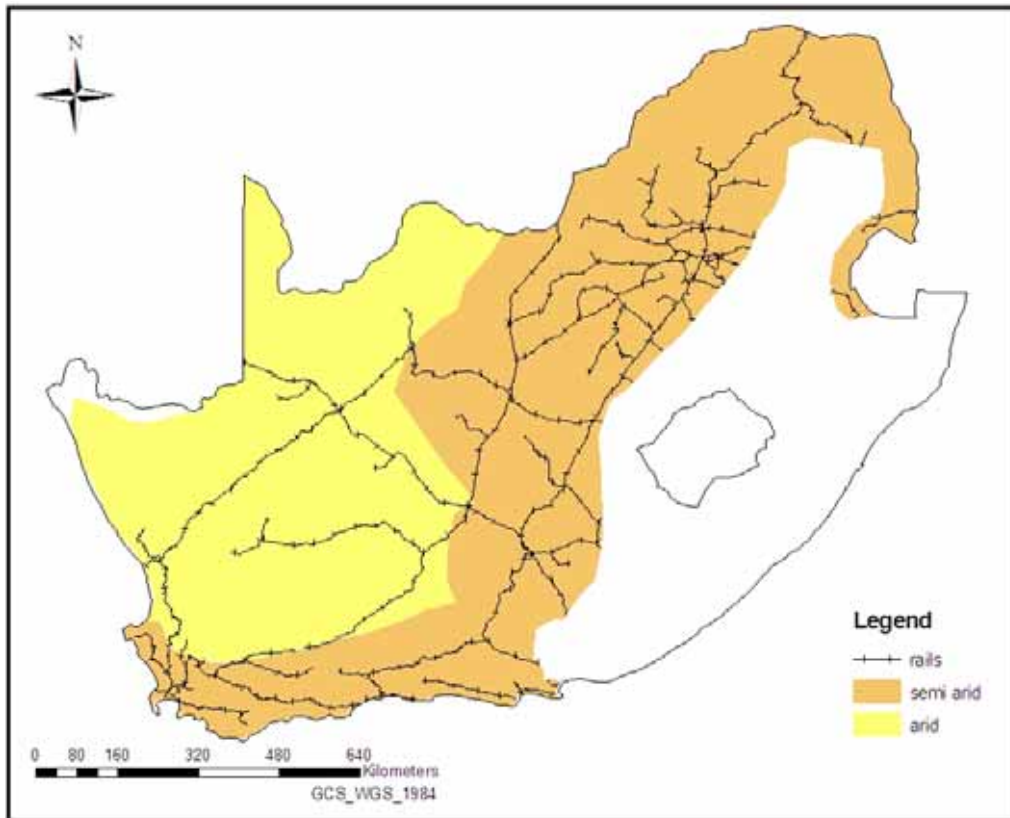 N
Legend
rails
semi arid
arid
0 80 160 320 480 640
Kilometers
GCS_WGS_1984